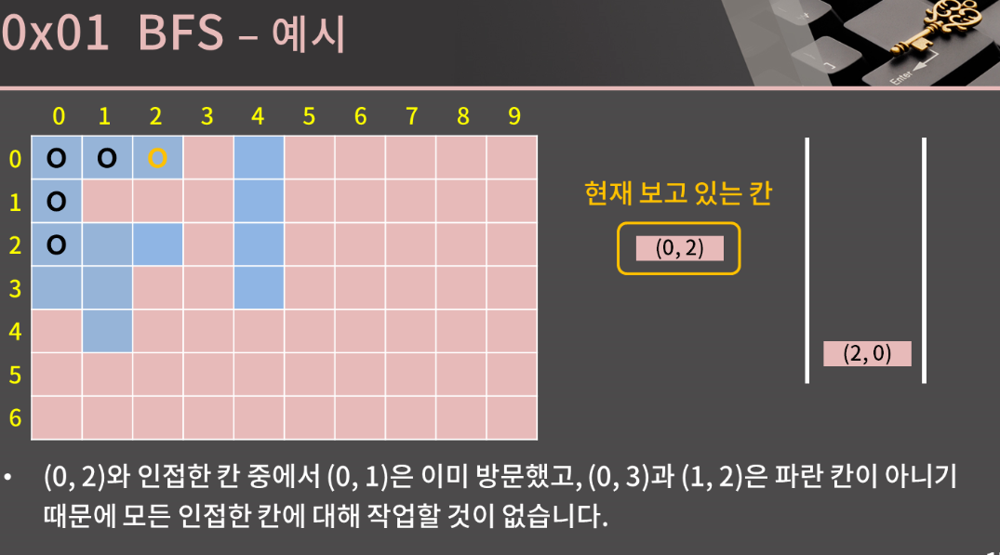 0x01 BFS – 예시
Enter
0 1 2 3 4 5 6 7 8 9
0 O O O
1 O
2 O
3
4
5
6
현재 보고 있는 칸
(0, 2)
(2, 0)
• (0, 2)와 인접한 칸 중에서 (0, 1)은 이미 방문했고, (0, 3)과 (1, 2)은 파란 칸이 아니기
때문에 모든 인접한 칸에 대해 작업할 것이 없습니다.